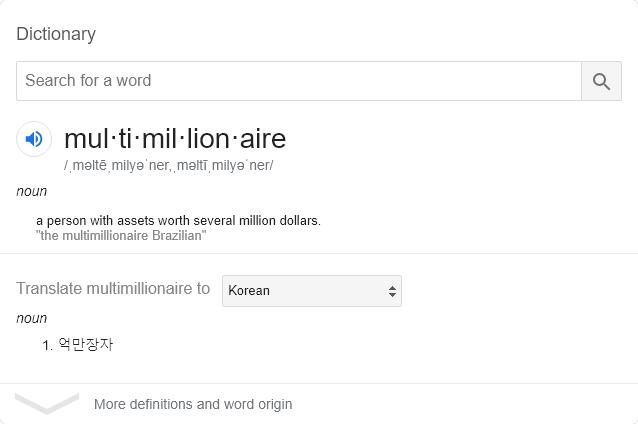 Dictionary
Search for a word
mul·ti·mil·lion·aire
/ˌməltēˌmilyəˈner,ˌməltīˌmilyəˈner/
noun
a person with assets worth several million dollars.
"the multimillionaire Brazilian"
Translate multimillionaire to Korean
noun
1. 억만장자
More definitions and word origin